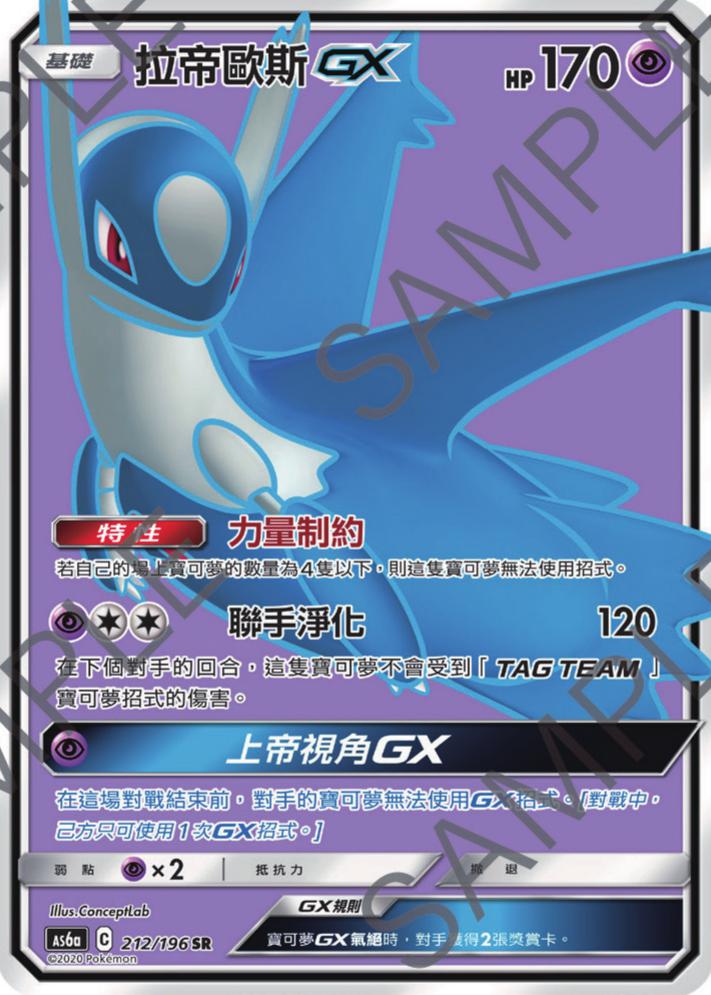 基礎 拉帝歐斯GX HP 170
特性 力量制約
若自己的場上寶可夢的數量為4隻以下,則這隻寶可夢無法使用招式。
聯手淨化 120
在下個對手的回合,這隻寶可夢不會受到「TAG TEAM」
寶可夢招式的傷害。
上帝視角GX
在這場對戰結束前,對手的寶可夢無法使用GX招式。[對戰中,
己方只可使用1次GX招式。]
弱點 ×2 抵抗力 撤退
Illus.ConceptLab
GX規則
AS6a C 212/196 SR
寶可夢GX氣絕時,對手獲得2張獎賞卡。
©2020 Pokémon
SAMPLE
SAMPLE
SAMPLE